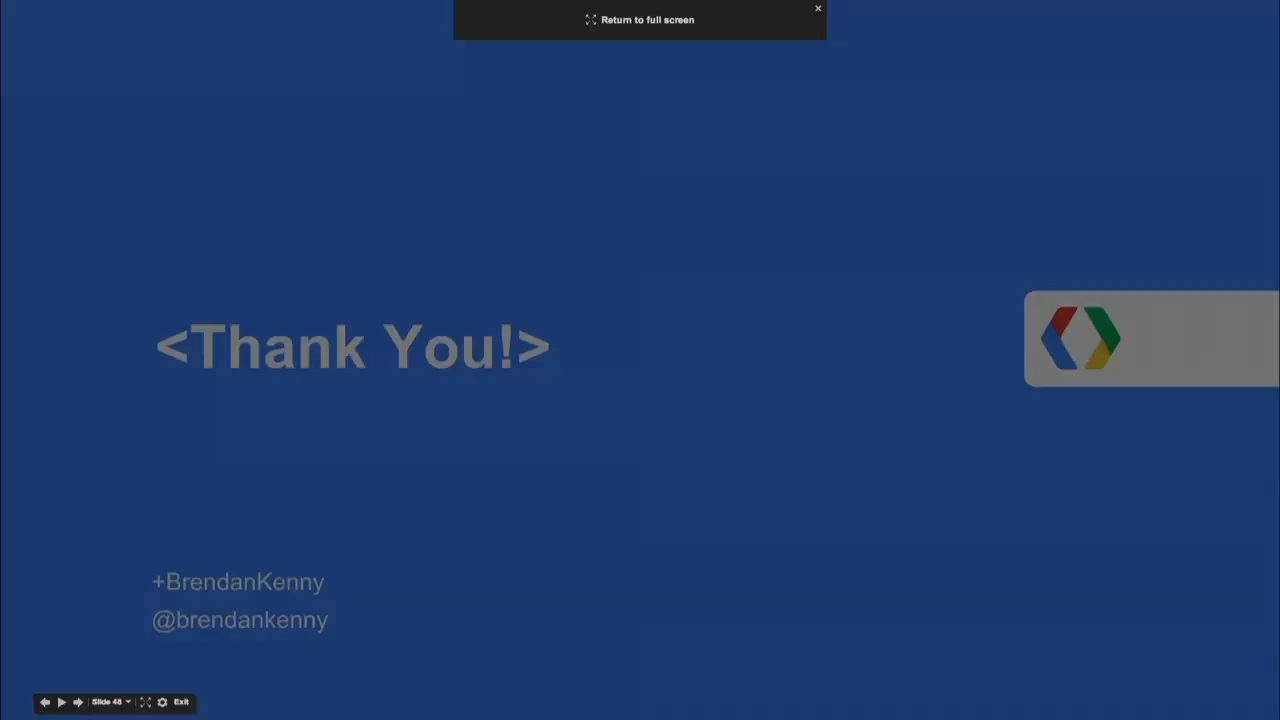 Return to full screen
<Thank You!>
+BrendanKenny
@brendankenny
Slide 48 Exit